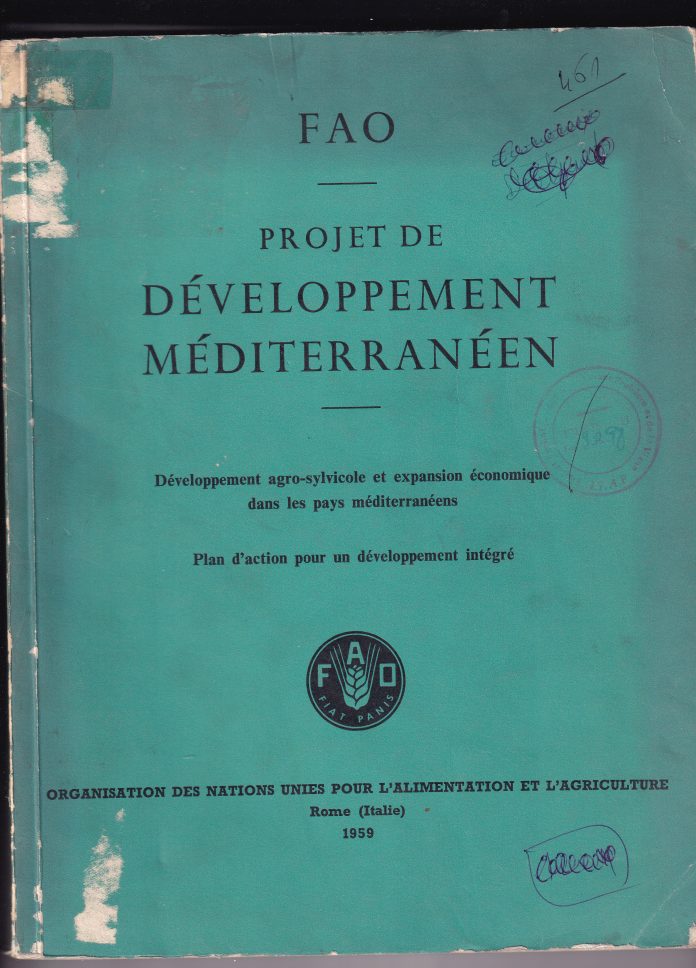 461
FAO
PROJET DE
DÉVELOPPEMENT
MÉDITERRANÉEN
Développement agro-sylvicole et expansion économique
dans les pays méditerranéens
Plan d'action pour un développement intégré
FAO
FIAT PANIS
ORGANISATION DES NATIONS UNIES POUR L'ALIMENTATION ET L'AGRICULTURE
Rome (Italie)
1959